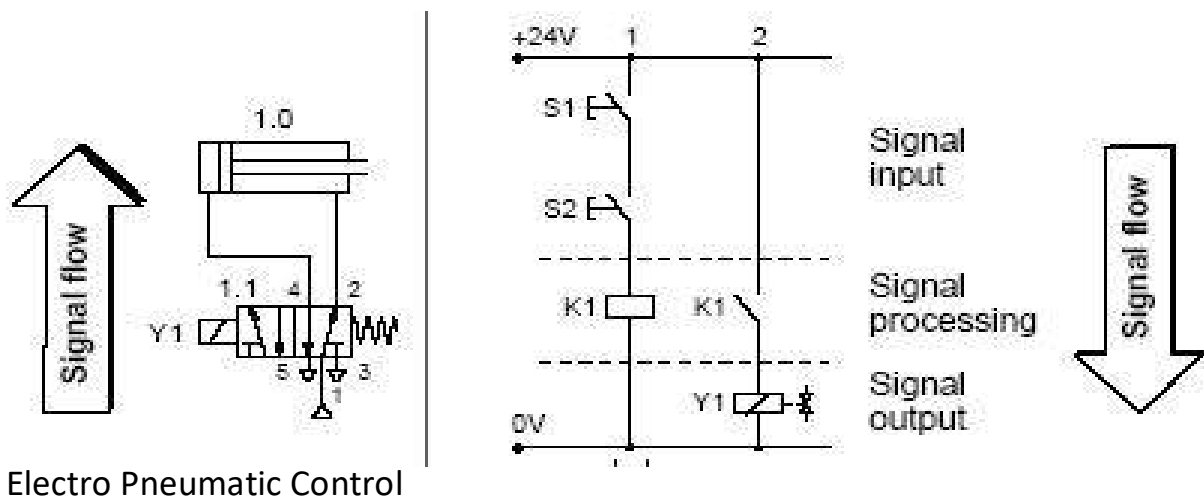 +24V 1 2
S1
1.0
Signal
input
S2
Signal flow
Signal flow
1.1 4 2
Y1
5 3
1
K1 K1
Signal
processing
Y1
Signal
output
0V
Electro Pneumatic Control